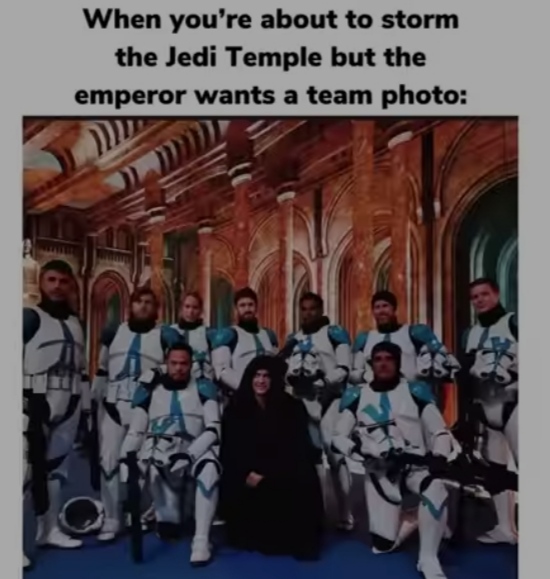 When you're about to storm
the Jedi Temple but the
emperor wants a team photo: